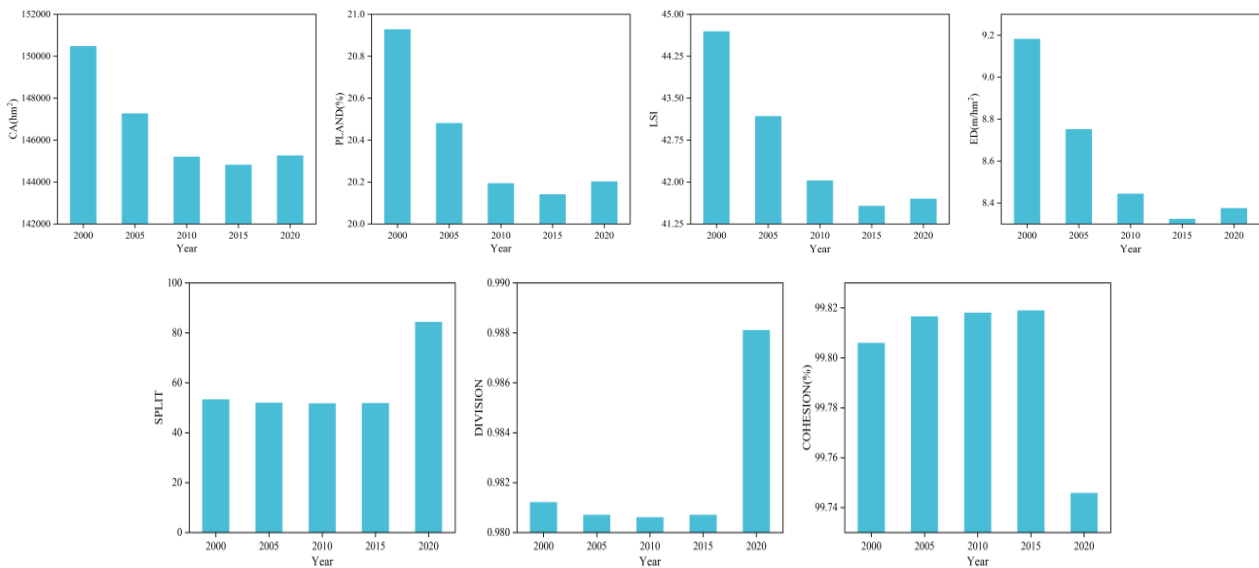 152000
150000
148000
146000
144000
142000
CA(hm²)
2000 2005 2010 2015 2020
Year
21.0
20.8
20.6
20.4
20.2
20.0
PLAND(%)
2000 2005 2010 2015 2020
Year
45.00
44.25
43.50
42.75
42.00
41.25
LSI
2000 2005 2010 2015 2020
Year
9.2
9.0
8.8
8.6
8.4
ED(m/hm²)
2000 2005 2010 2015 2020
Year
100
80
60
40
20
0
SPLIT
2000 2005 2010 2015 2020
Year
0.990
0.988
0.986
0.984
0.982
0.980
DIVISION
2000 2005 2010 2015 2020
Year
99.82
99.80
99.78
99.76
99.74
COHESION(%)
2000 2005 2010 2015 2020
Year